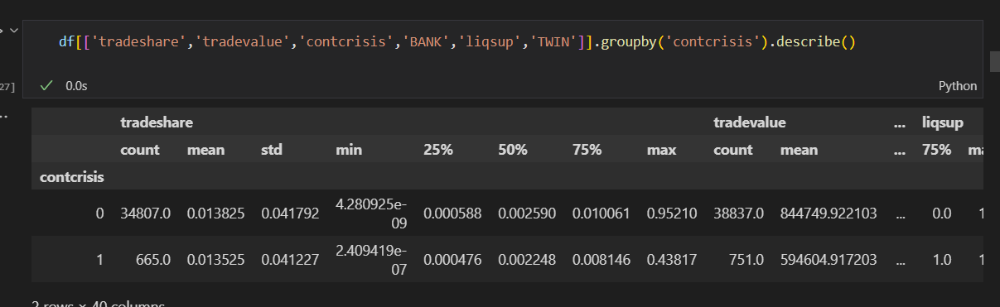 df[['tradeshare','tradevalue','contcrisis','BANK','liqsup','TWIN']].groupby('contcrisis').describe()
27]
0.0s
Python
tradeshare tradevalue ... liqsup
count mean std min 25% 50% 75% max count mean ... 75%
contcrisis
0 34807.0 0.013825 0.041792 4.280925e-09 0.000588 0.002590 0.010061 0.95210 38837.0 844749.922103 ... 0.0 1
1 665.0 0.013525 0.041227 2.409419e-07 0.000476 0.002248 0.008146 0.43817 751.0 594604.917203 ... 1.0 1
2 rows × 40 columns